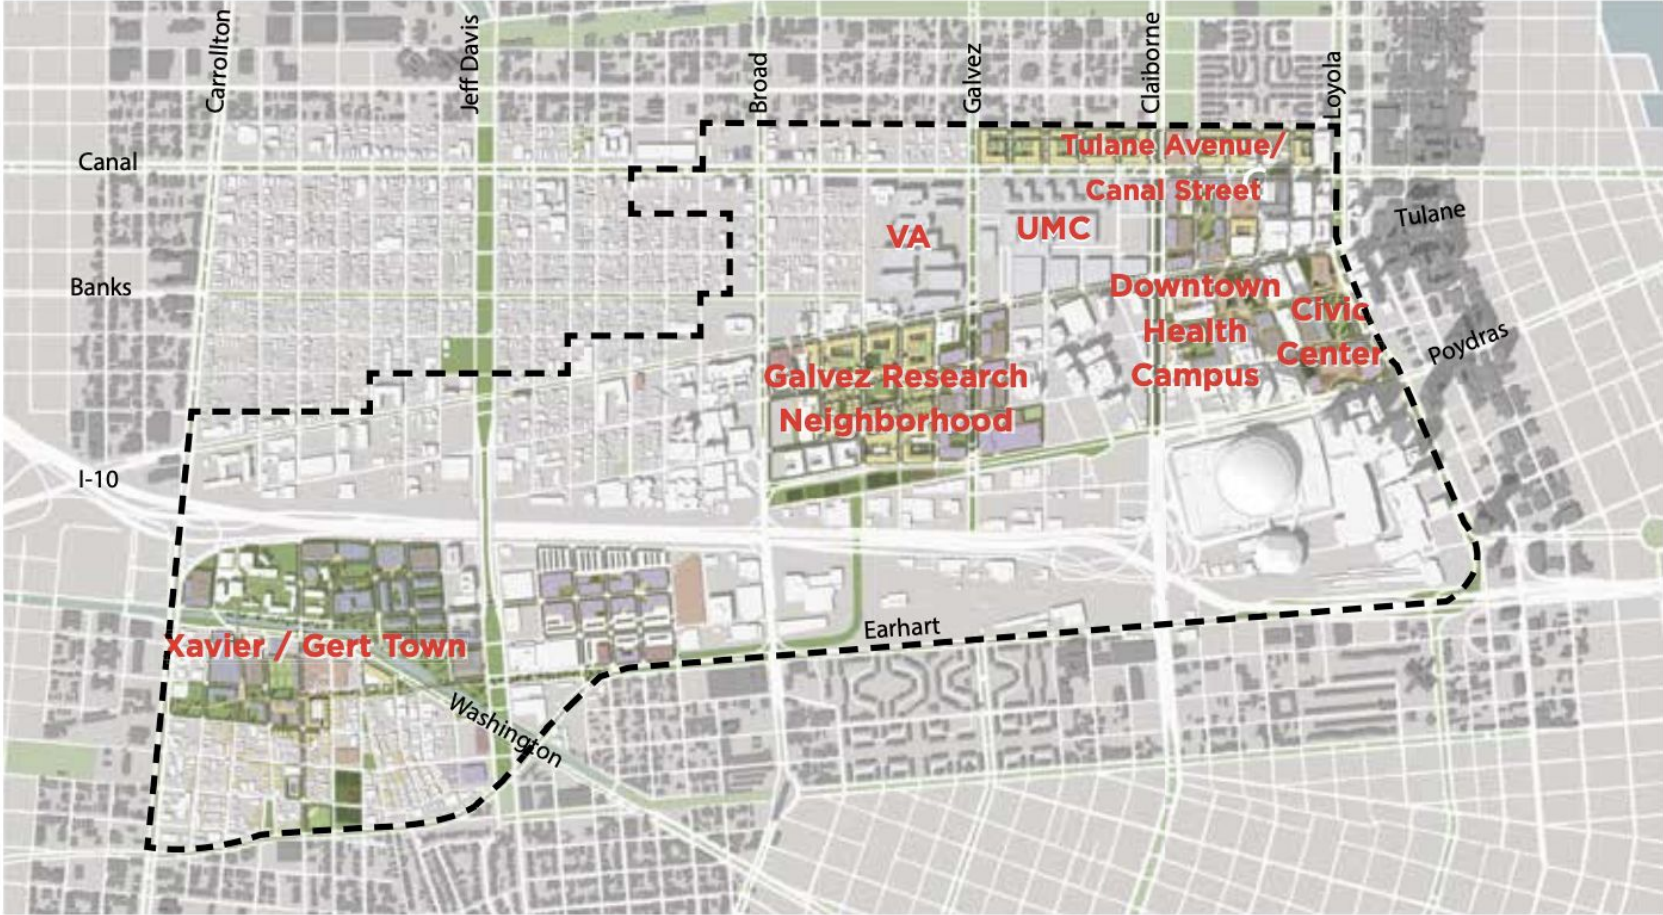 Carrollton
Jeff Davis
Broad
Galvez
Claiborne
Loyola
Canal
Tulane Avenue/
Canal Street
Tulane
VA
UMC
Banks
Downtown
Health
Campus
Civic
Center
Poydras
Galvez Research
Neighborhood
I-10
Earhart
Xavier / Gert Town
Washington